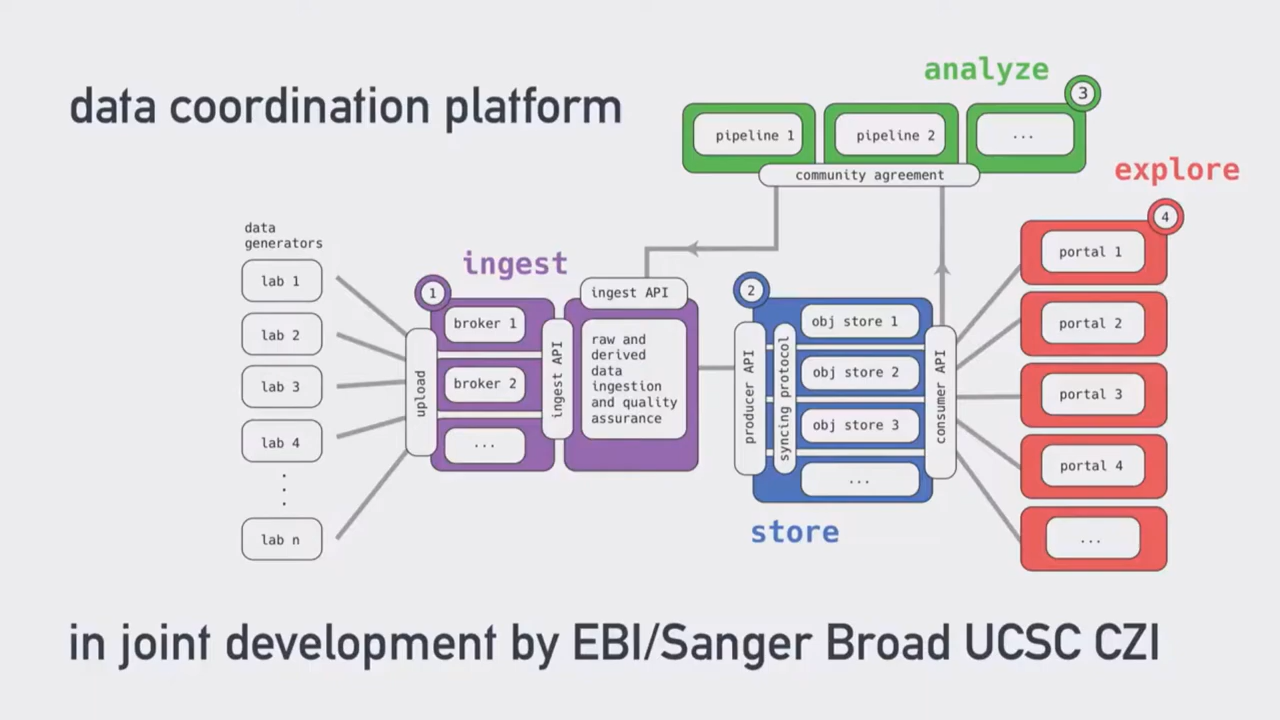 data coordination platform
analyze
3
pipeline 1
pipeline 2
...
community agreement
explore
4
portal 1
portal 2
portal 3
portal 4
...
data
generators
lab 1
lab 2
lab 3
lab 4
lab n
ingest
1
upload
broker 1
broker 2
...
ingest API
ingest API
raw and
derived
data
ingestion
and quality
assurance
2
producer API
syncing protocol
obj store 1
obj store 2
obj store 3
...
consumer API
store
in joint development by EBI/Sanger Broad UCSC CZI